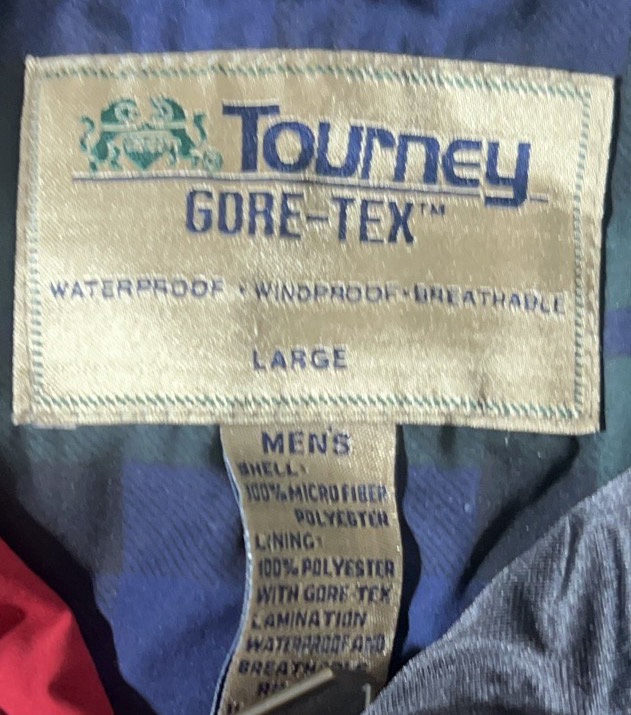 Tourney
GORE-TEX™
WATERPROOF · WINDPROOF · BREATHABLE
LARGE
MEN'S
SHELL:
100% MICRO FIBER
POLYESTER
LINING:
100% POLYESTER
WITH GORE-TEX
LAMINATION
WATERPROOF AND
BREATHABLE